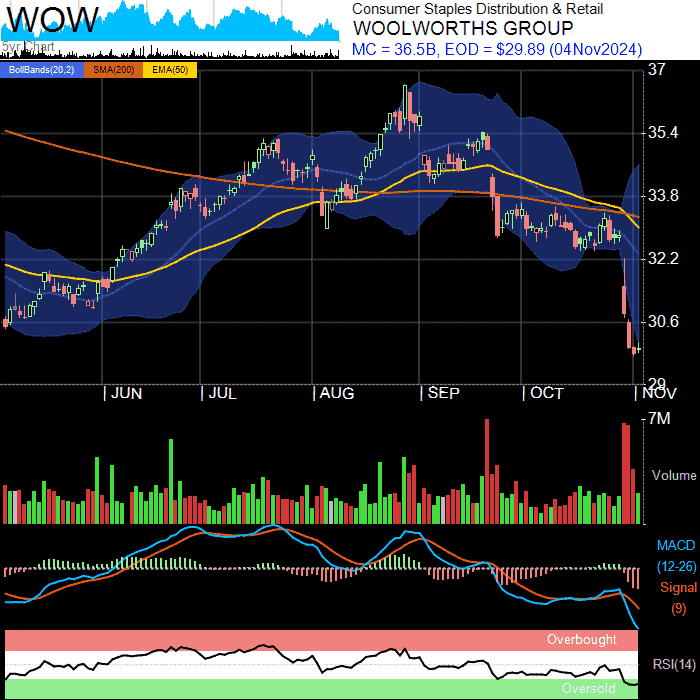 WOW
5yr Chart
Consumer Staples Distribution & Retail
WOOLWORTHS GROUP
MC = 36.5B, EOD = $29.89 (04Nov2024)
BollBands(20,2) SMA(200) EMA(50)
37
35.4
33.8
32.2
30.6
29
JUN JUL AUG SEP OCT NOV
7M
Volume
MACD
(12-26)
Signal
(9)
Overbought
RSI(14)
Oversold